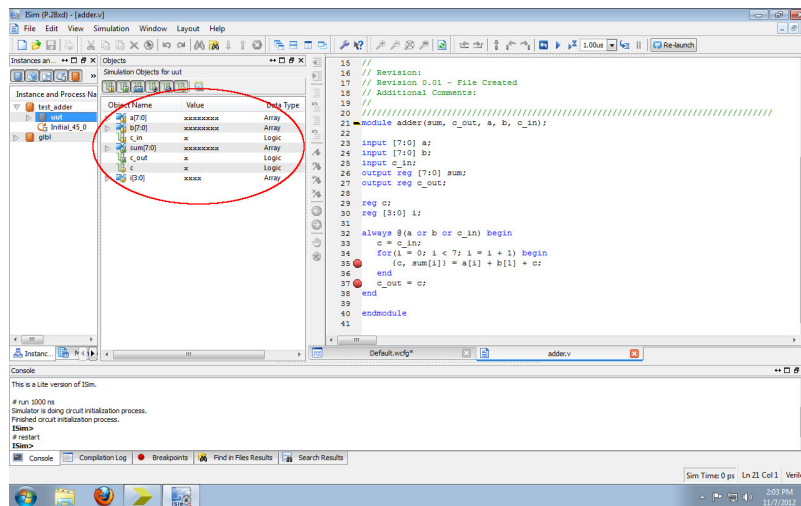 ISim (P.28xd) - [adder.v]
File Edit View Simulation Window Layout Help
1.00us
Re-launch
Instances an...
Objects
Simulation Objects for uut
Instance and Process Na
test_adder
uut
Initial_45_0
glbl
Object Name Value Data Type
a[7:0] xxxxxxxx Array
b[7:0] xxxxxxxx Array
c_in x Logic
sum[7:0] xxxxxxxx Array
c_out x Logic
c x Logic
i[3:0] xxxx Array
15 //
16 // Revision:
17 // Revision 0.01 - File Created
18 // Additional Comments:
19 //
20 //////////////////////////////////////////////////////////////////////////////////
21 module adder(sum, c_out, a, b, c_in);
22
23 input [7:0] a;
24 input [7:0] b;
25 input c_in;
26 output reg [7:0] sum;
27 output reg c_out;
28
29 reg c;
30 reg [3:0] i;
31
32 always @(a or b or c_in) begin
33 c = c_in;
34 for(i = 0; i < 7; i = i + 1) begin
35 {c, sum[i]} = a[i] + b[i] + c;
36 end
37 c_out = c;
38 end
39
40 endmodule
41
Instanc...
Default.wcfg*
adder.v
Console
This is a Lite version of ISim.
# run 1000 ns
Simulator is doing circuit initialization process.
Finished circuit initialization process.
ISim>
# restart
ISim>
Console Compilation Log Breakpoints Find in Files Results Search Results
Sim Time: 0 ps Ln 21 Col 1 Veril
2:03 PM
11/7/2012